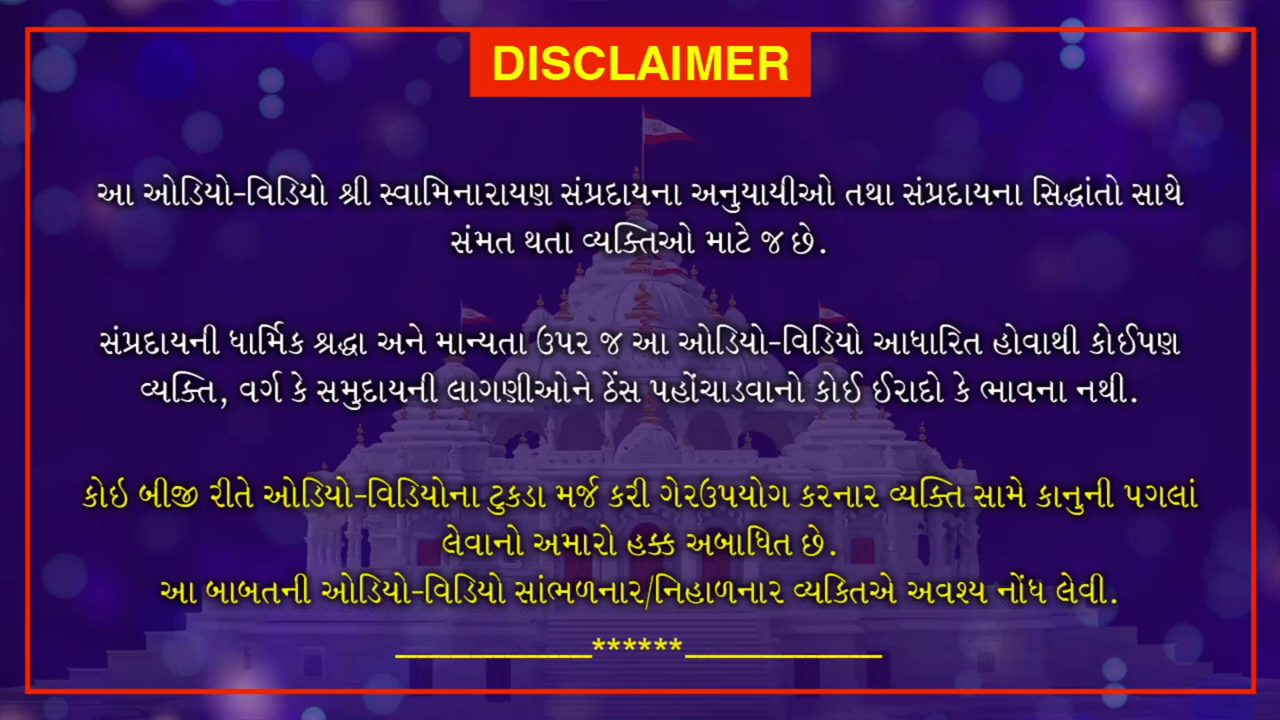 DISCLAIMER
આ ઓડિયો-વિડિયો શ્રી સ્વામિનારાયણ સંપ્રદાયના અનુયાયીઓ તથા સંપ્રદાયના સિદ્ધાંતો સાથે
સંમત થતા વ્યક્તિઓ માટે જ છે.
સંપ્રદાયની ધાર્મિક શ્રદ્ધા અને માન્યતા ઉપર જ આ ઓડિયો-વિડિયો આધારિત હોવાથી કોઈપણ
વ્યક્તિ, વર્ગ કે સમુદાયની લાગણીઓને ઠેંસ પહોંચાડવાનો કોઈ ઈરાદો કે ભાવના નથી.
કોઇ બીજી રીતે ઓડિયો-વિડિયોના ટુકડા મર્જ કરી ગેરઉપયોગ કરનાર વ્યક્તિ સામે કાનુની પગલાં
લેવાનો અમારો હક્ક અબાધિત છે.
આ બાબતની ઓડિયો-વિડિયો સાંભળનાર/નિહાળનાર વ્યકિતએ અવશ્ય નોંધ લેવી.
_________________******_________________